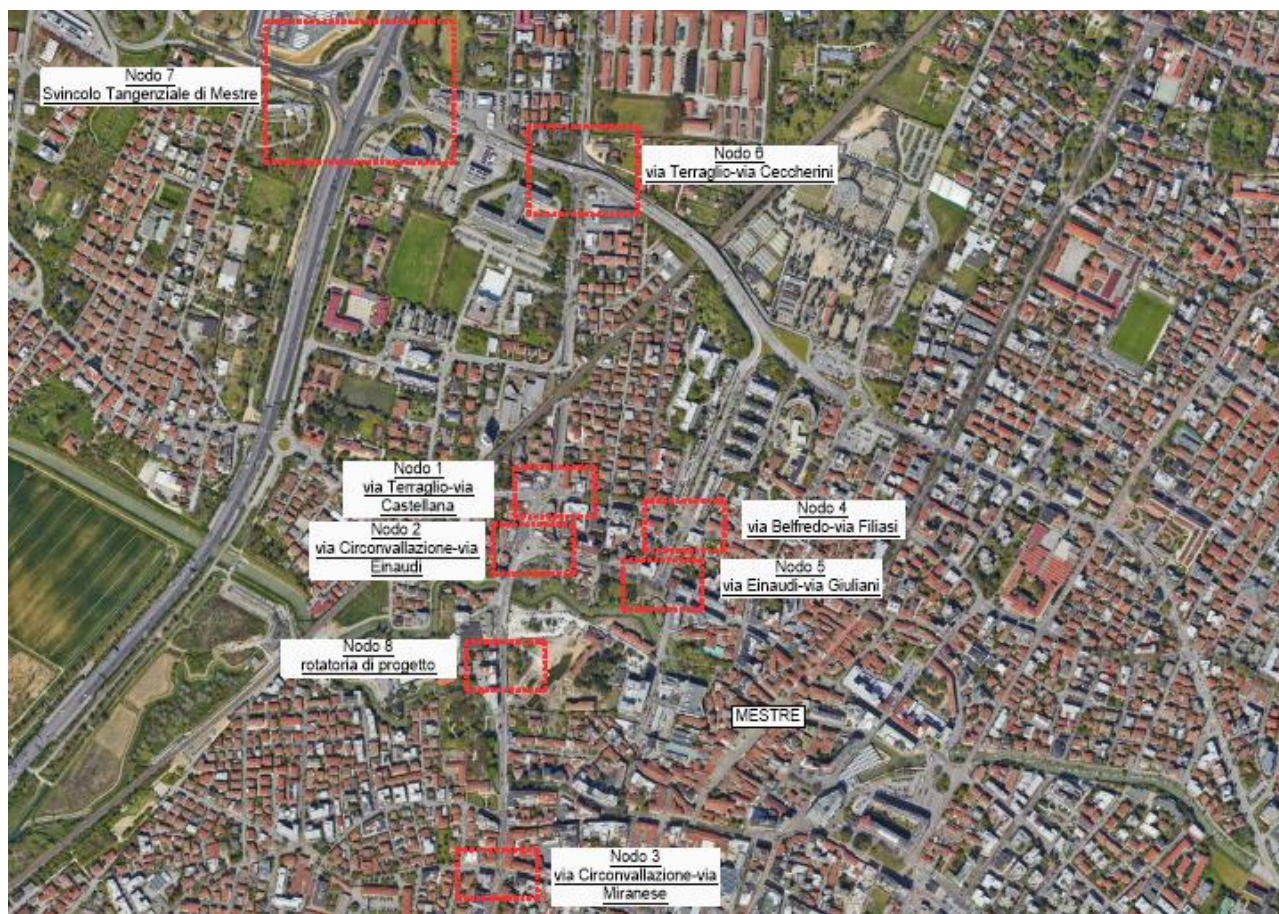 Nodo 7
Svincolo Tangenziale di Mestre
Nodo 6
via Terraglio-via Ceccherini
Nodo 1
via Terraglio-via
Castellana
Nodo 2
via Circonvallazione-via
Einaudi
Nodo 4
via Belfredo-via Filiasi
Nodo 5
via Einaudi-via Giuliani
Nodo 8
rotatoria di progetto
MESTRE
Nodo 3
via Circonvallazione-via
Miranese